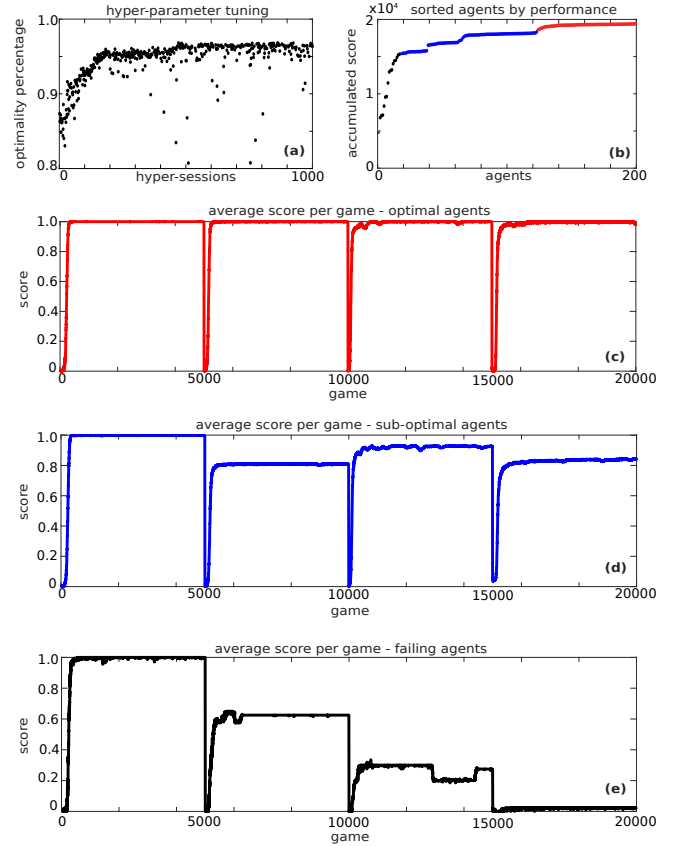 hyper-parameter tuning
1.0
0.9
0.8
optimality percentage
(a)
0
hyper-sessions
1000
x10⁴
sorted agents by performance
2
1
0
accumulated score
(b)
0
agents
200
average score per game - optimal agents
1.0
0.8
0.6
0.4
0.2
0
score
(c)
0
5000
10000
15000
20000
game
average score per game - sub-optimal agents
1.0
0.8
0.6
0.4
0.2
0
score
(d)
0
5000
10000
15000
20000
game
average score per game - failing agents
1.0
0.8
0.6
0.4
0.2
0
score
(e)
0
5000
10000
15000
20000
game